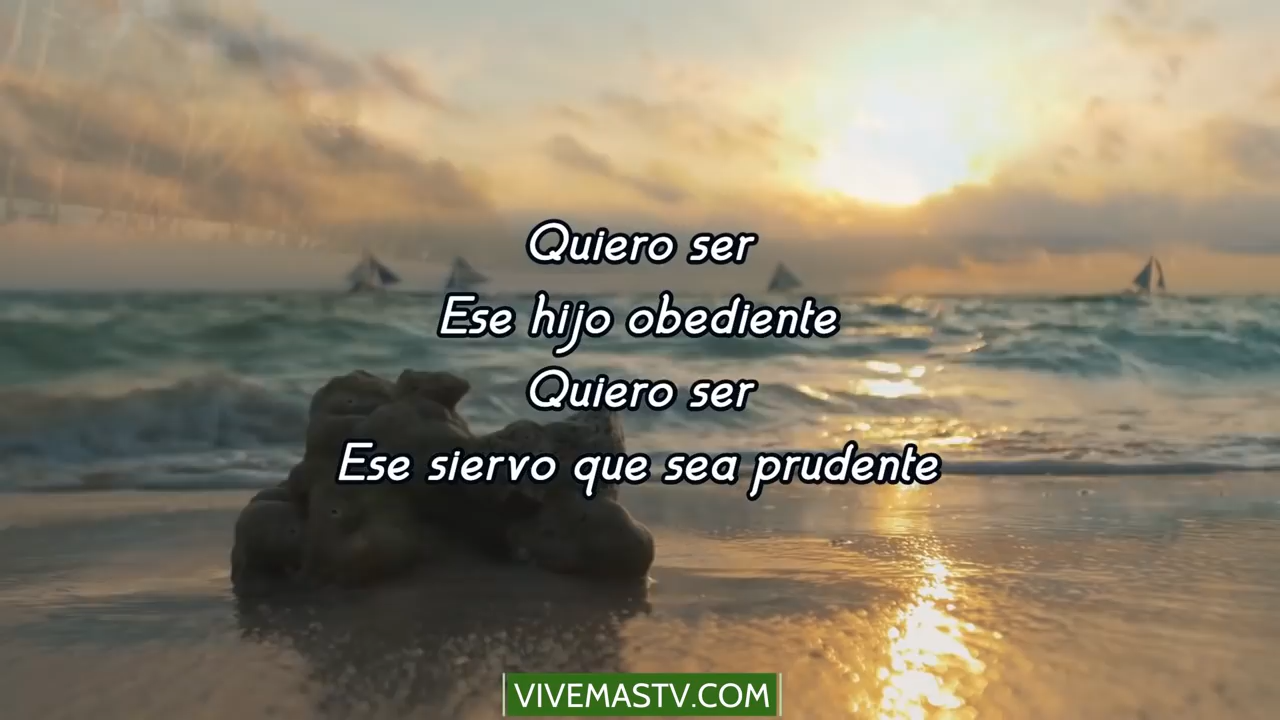 Quiero ser
Ese hijo obediente
Quiero ser
Ese siervo que sea prudente
VIVEMASTV.COM